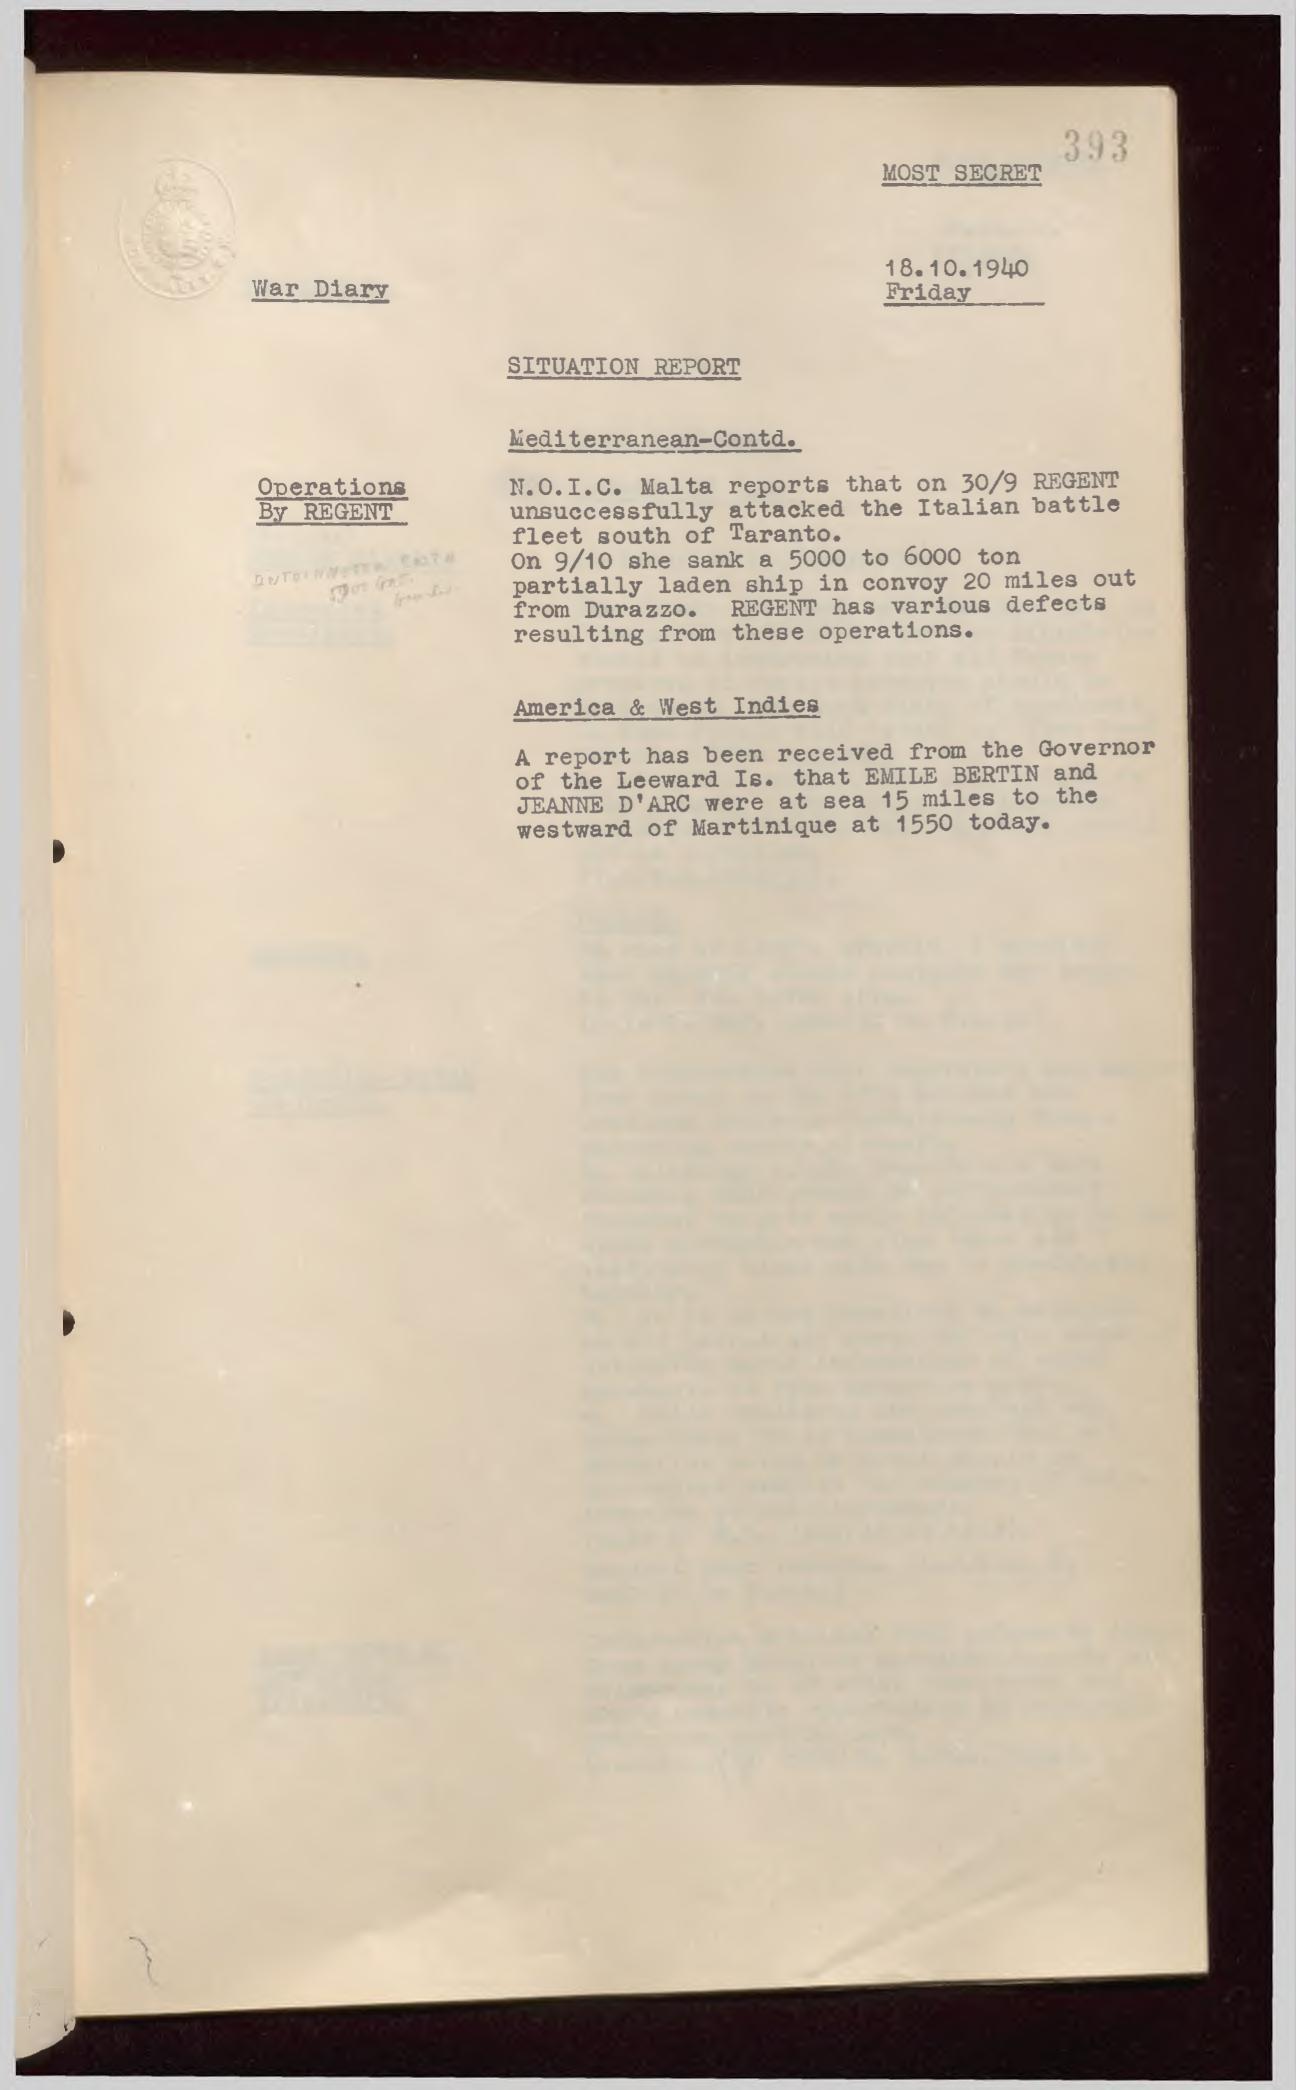 393
MOST SECRET
18.10.1940
Friday
War Diary
SITUATION REPORT
Mediterranean-Contd.
Operations
By REGENT
N.O.I.C. Malta reports that on 30/9 REGENT
unsuccessfully attacked the Italian battle
fleet south of Taranto.
On 9/10 she sank a 5000 to 6000 ton
partially laden ship in convoy 20 miles out
from Durazzo. REGENT has various defects
resulting from these operations.
America & West Indies
A report has been received from the Governor
of the Leeward Is. that EMILE BERTIN and
JEANNE D'ARC were at sea 15 miles to the
westward of Martinique at 1550 today.